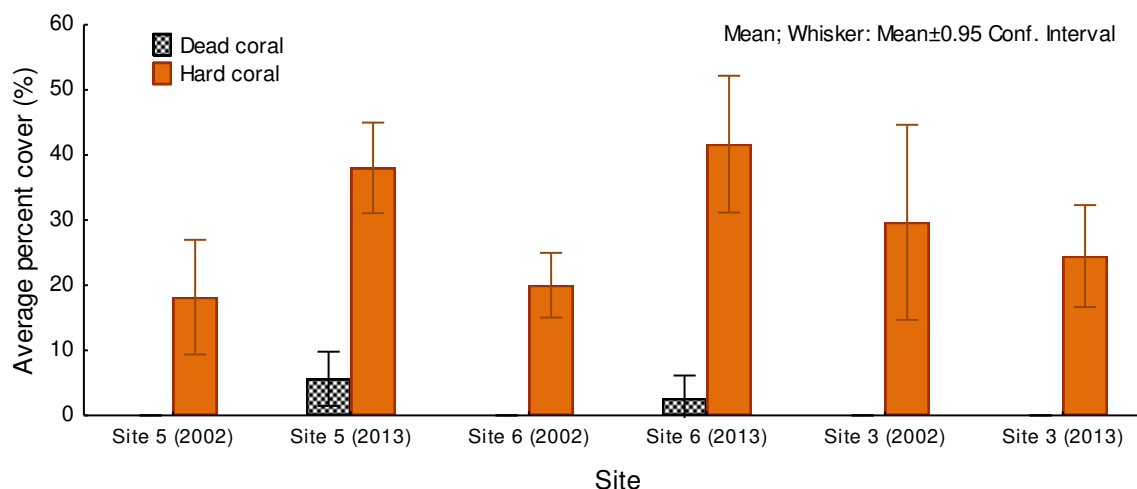 60
50
40
30
20
10
0
Average percent cover (%)
Dead coral
Hard coral
Mean; Whisker: Mean±0.95 Conf. Interval
Site 5 (2002) Site 5 (2013) Site 6 (2002) Site 6 (2013) Site 3 (2002) Site 3 (2013)
Site